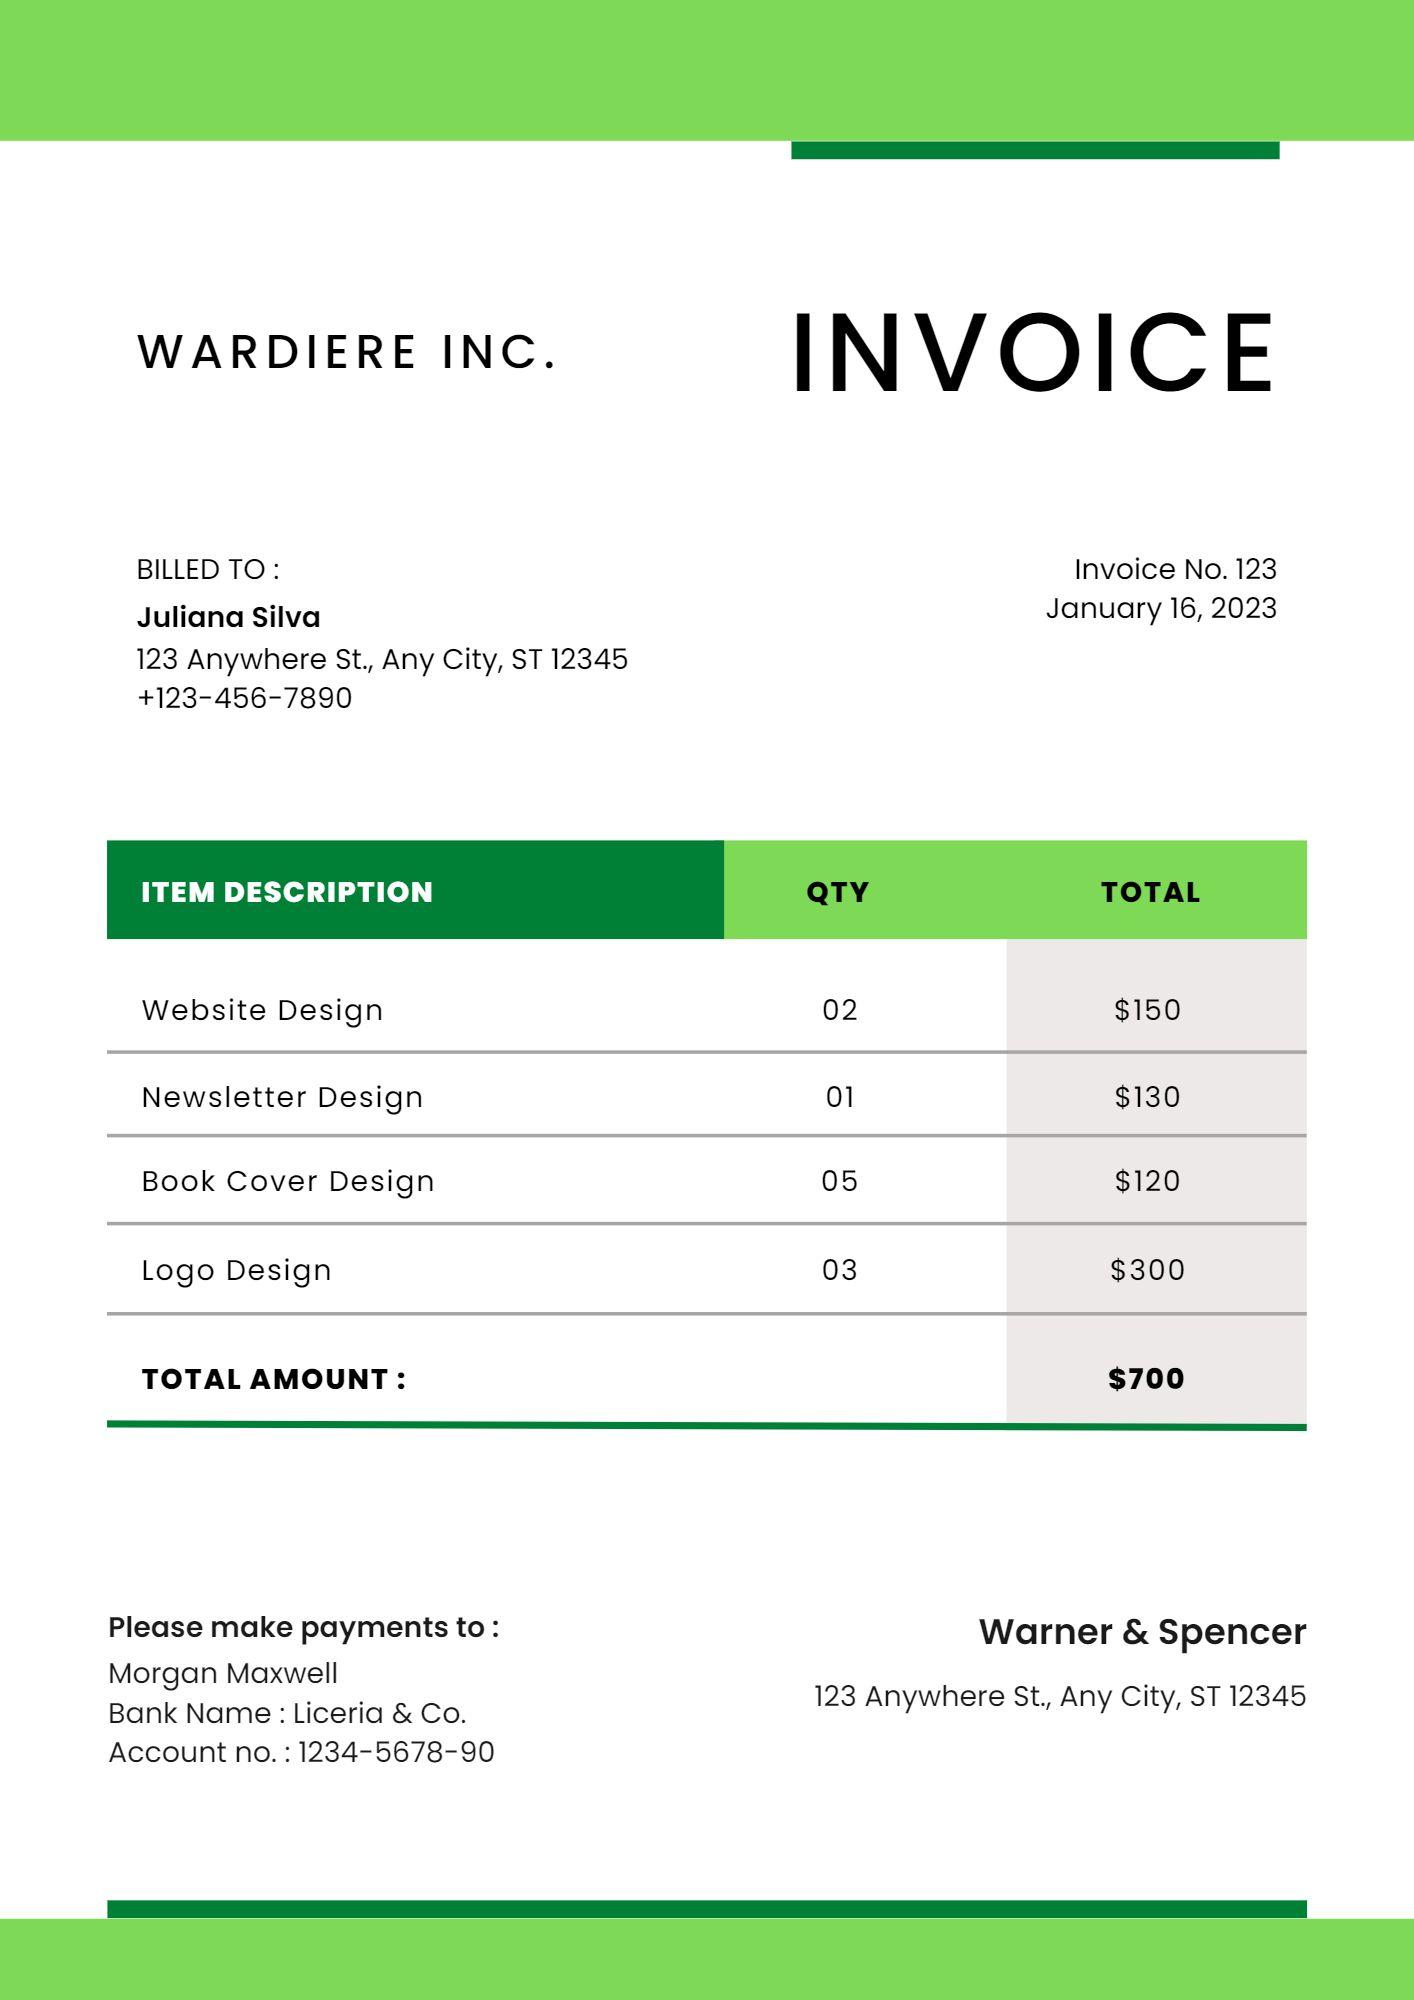 WARDIERE INC.
INVOICE
BILLED TO :
Juliana Silva
123 Anywhere St., Any City, ST 12345
+123-456-7890
Invoice No. 123
January 16, 2023
ITEM DESCRIPTION QTY TOTAL
Website Design 02 $150
Newsletter Design 01 $130
Book Cover Design 05 $120
Logo Design 03 $300
TOTAL AMOUNT : $700
Please make payments to :
Morgan Maxwell
Bank Name : Liceria & Co.
Account no. : 1234-5678-90
Warner & Spencer
123 Anywhere St., Any City, ST 12345